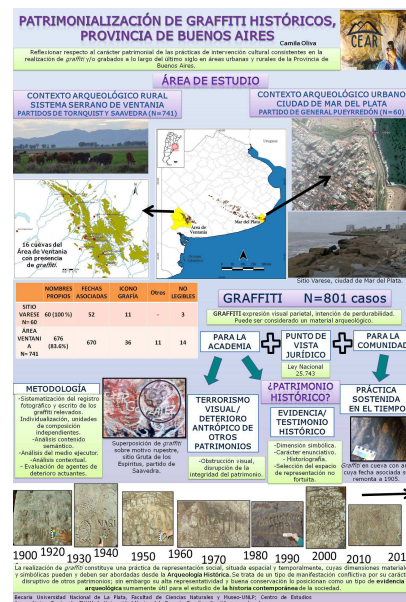 PATRIMONIALIZACIÓN DE GRAFFITI HISTÓRICOS,
PROVINCIA DE BUENOS AIRES
Camila Oliva
CEAR
Reflexionar respecto al carácter patrimonial de las prácticas de intervención cultural consistentes en la
realización de graffiti y/o grabados a lo largo del último siglo en áreas urbanas y rurales de la Provincia de
Buenos Aires.
ÁREA DE ESTUDIO
CONTEXTO ARQUEOLÓGICO RURAL
SISTEMA SERRANO DE VENTANIA
PARTIDOS DE TORNQUIST Y SAAVEDRA (N=741)
CONTEXTO ARQUEOLÓGICO URBANO
CIUDAD DE MAR DEL PLATA
PARTIDO DE GENERAL PUEYRREDÓN (N=60)
16 cuevas del
Área de Ventania
con presencia
de graffiti.
Área de
Ventania
Mar del Plata
Sitio Varese, ciudad de Mar del Plata.
NOMBRES PROPIOS FECHAS ASOCIADAS ICONO GRAFÍA Otros NO LEGIBLES
SITIO VARESE N= 60 60 (100 %) 52 11 - 3
ÁREA VENTANI A N= 741 676 (83.6%) 670 36 11 14
GRAFFITI N=801 casos
GRAFFITI expresión visual parietal, intención de perdurabilidad.
Puede ser considerado un material arqueológico.
PARA LA
ACADEMIA
PUNTO DE
VISTA
JURÍDICO
PARA LA
COMUNIDAD
Ley Nacional
25.743
¿PATRIMONIO
HISTÓRICO?
METODOLOGÍA
-Sistematización del registro
fotográfico y escrito de los
graffiti relevados.
Individualización, unidades de
composición
independientes.
-Análisis contenido
semántico.
-Análisis del medio ejecutor.
-Análisis contextual.
- Evaluación de agentes de
deterioro actuantes.
Superposición de graffiti
sobre motivo rupestre,
sitio Gruta de los
Espíritus, partido de
Saavedra.
TERRORISMO
VISUAL/
DETERIORO
ANTRÓPICO DE
OTROS
PATRIMONIOS
-Obstrucción visual,
disrupción de la
integridad del patrimonio.
EVIDENCIA/
TESTIMONIO
HISTÓRICO
-Dimensión simbólica.
-Carácter enunciativo.
- Historiografía.
-Selección del espacio
de representación no
fortuita.
PRÁCTICA
SOSTENIDA
EN EL TIEMPO
Graffiti en cueva con
cuya fecha asociada se
remonta a 1905.
1900 1920 1930 1940 1950 1960 1970 1980 1990 2000 2010
La realización de graffiti constituye una práctica de representación social, situada espacial y temporalmente, cuyas dimensiones materiales
y simbólicas pueden y deben ser abordadas desde la Arqueología Histórica. Se trata de un tipo de manifestación conflictiva por su carácter
disruptivo de otros patrimonios; sin embargo su alta representatividad y buena conservación lo posicionan como un tipo de evidencia
arqueológica sumamente útil para el estudio de la historia contemporánea de la sociedad.
Becaria Universidad Nacional de La Plata, Facultad de Ciencias Naturales y Museo-UNLP; Centro de Estudios